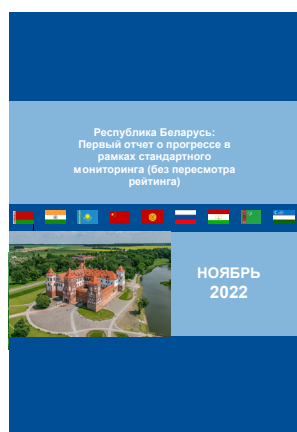 Республика Беларусь:
Первый отчет о прогрессе в
рамках стандартного
мониторинга (без пересмотра
рейтинга)
НОЯБРЬ
2022